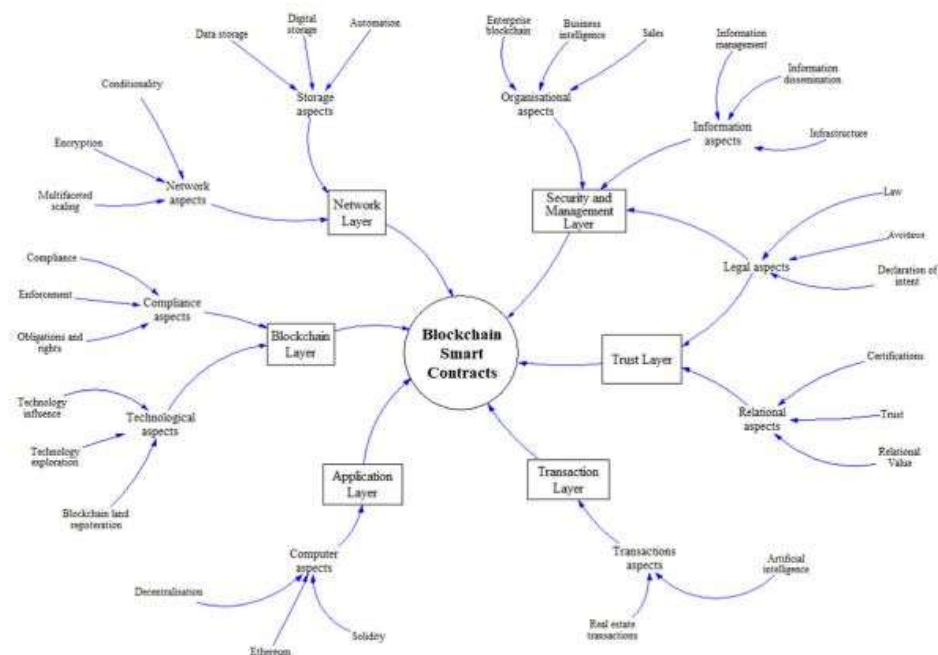 Data storage
Digital
storage
Automation
Enterprise
blockchain
Business
intelligence
Sales
Information
management
Information
dissemination
Infrastructure
Conditionality
Encryption
Multifaceted
scaling
Storage
aspects
Organisational
aspects
Information
aspects
Network
aspects
Network
Layer
Security and
Management
Layer
Law
Avoidance
Declaration of
intent
Legal aspects
Compliance
Enforcement
Obligations and
rights
Compliance
aspects
Blockchain
Layer
Blockchain
Smart
Contracts
Trust Layer
Certifications
Trust
Relational
Value
Relational
aspects
Technology
influence
Technology
exploration
Blockchain land
registeration
Technological
aspects
Application
Layer
Transaction
Layer
Computer
aspects
Transactions
aspects
Artificial
intelligence
Decentralisation
Ethereum
Solidity
Real estate
transactions